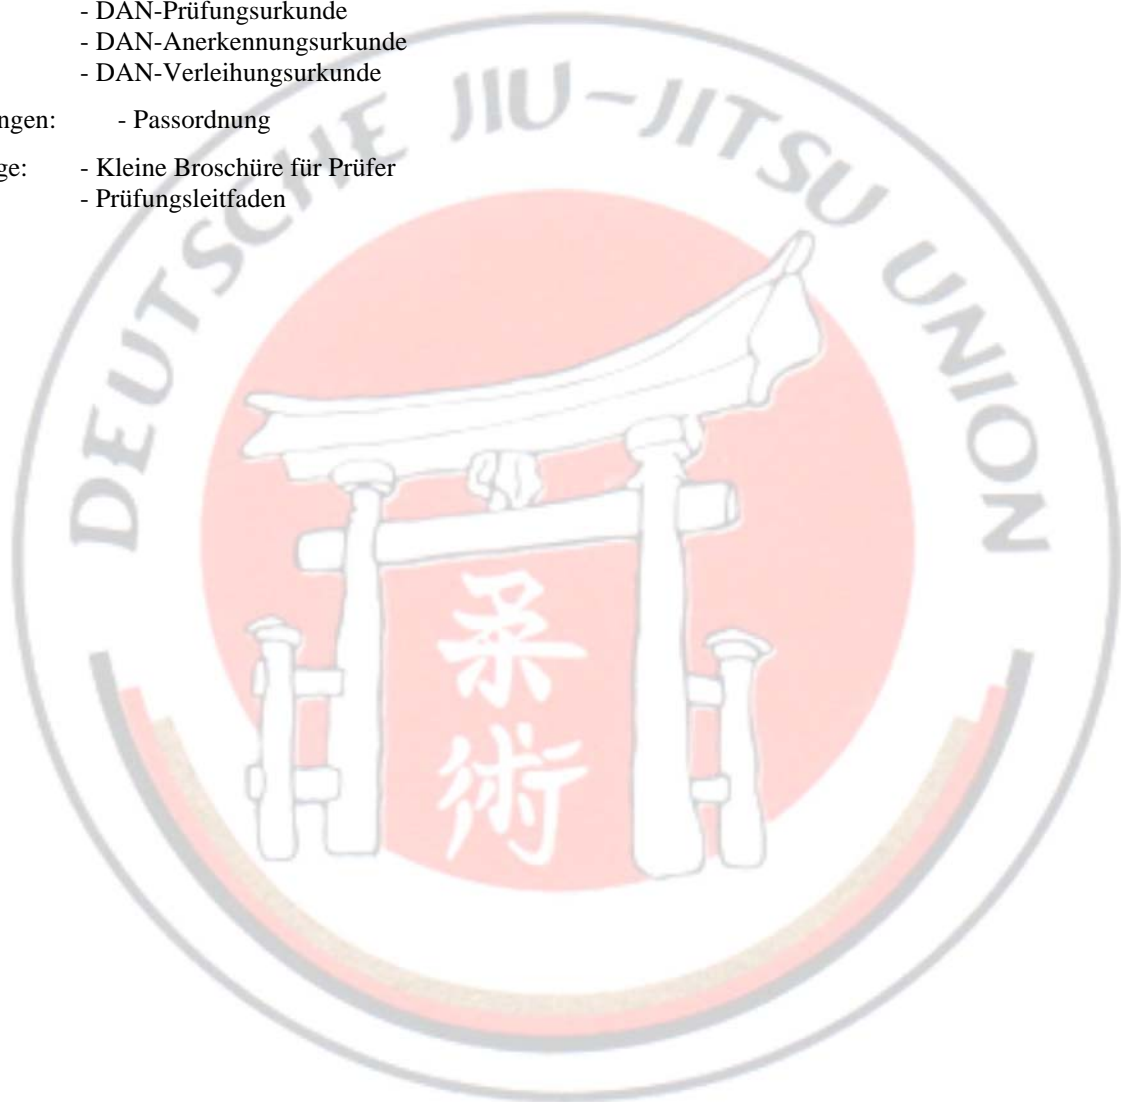 - DAN-Prüfungsurkunde
- DAN-Anerkennungsurkunde
- DAN-Verleihungsurkunde
ngen: - Passordnung
ge: - Kleine Broschüre für Prüfer
- Prüfungsleitfaden
DEUTSCHE JIU-JITSU UNION
柔
術